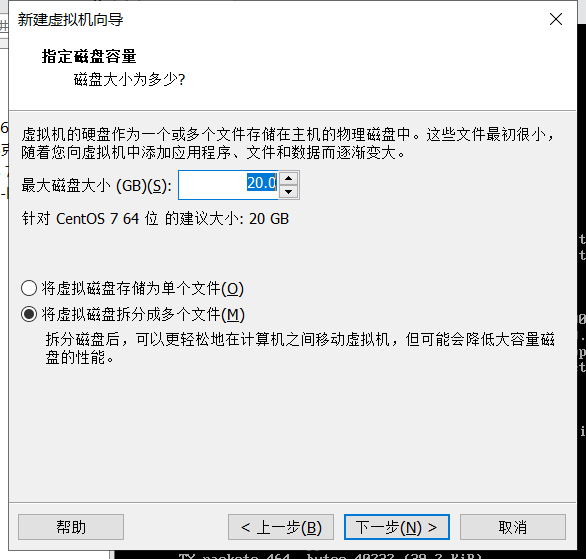 新建虚拟机向导
指定磁盘容量
磁盘大小为多少?
虚拟机的硬盘作为一个或多个文件存储在主机的物理磁盘中。这些文件最初很小，
随着您向虚拟机中添加应用程序、文件和数据而逐渐变大。
最大磁盘大小 (GB)(S): 20.0
针对 CentOS 7 64 位 的建议大小: 20 GB
将虚拟磁盘存储为单个文件(O)
将虚拟磁盘拆分成多个文件(M)
拆分磁盘后，可以更轻松地在计算机之间移动虚拟机，但可能会降低大容量磁
盘的性能。
帮助 < 上一步(B) 下一步(N) > 取消